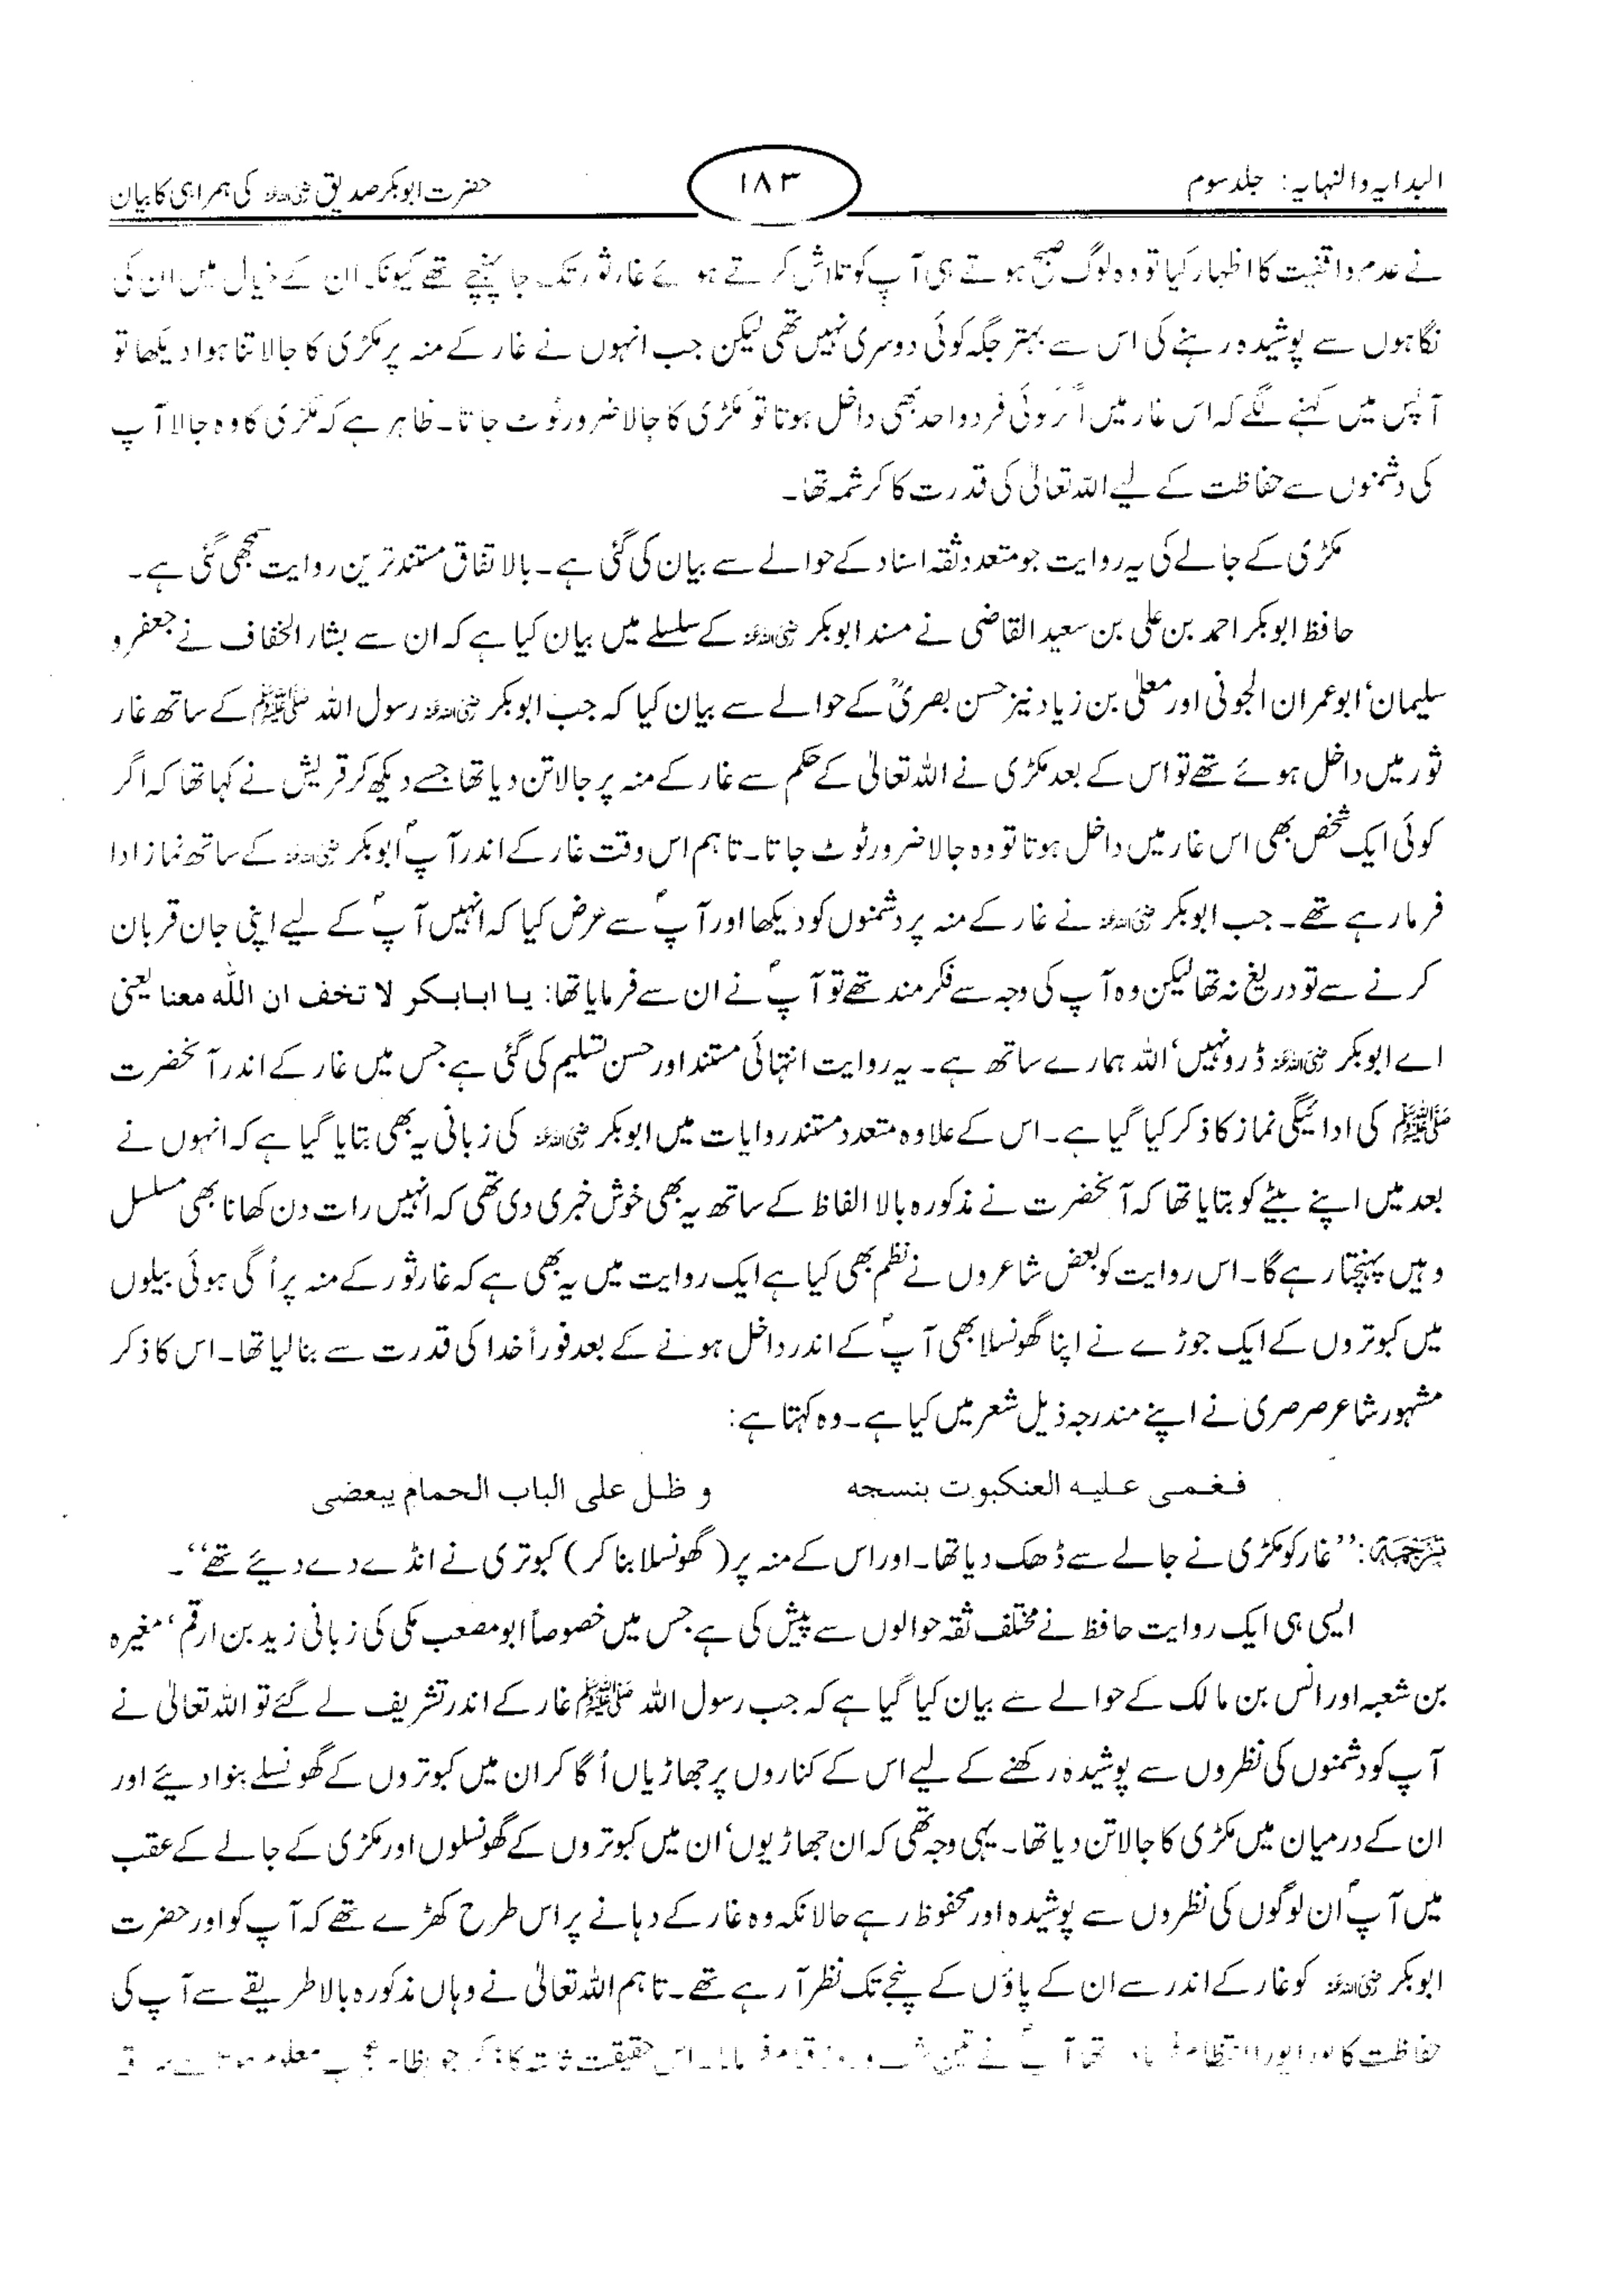 البدایہ والنہایہ: جلد سوم
۱۸۳
حضرت ابوبکر صدیق رضی اللہ عنہ کی ہمراہی کا بیان
نے عدم واقفیت کا اظہار کیا تو وہ لوگ صبح ہوتے ہی آپ کو تلاش کرتے ہوئے غار ثور تک جا پہنچے تھے کیونکہ ان کے خیال میں ان کی
نگاہوں سے پوشیدہ رہنے کی اس سے بہتر جگہ کوئی دوسری نہیں تھی لیکن جب انہوں نے غار کے منہ پر مکڑی کا جالا تنا ہوا دیکھا تو
آپس میں کہنے لگے کہ اس غار میں اگر کوئی فرد واحد بھی داخل ہوتا تو مکڑی کا جالا ضرور ٹوٹ جاتا۔ ظاہر ہے کہ مکڑی کا وہ جالا آپ
کی دشمنوں سے حفاظت کے لیے اللہ تعالیٰ کی قدرت کا کرشمہ تھا۔
مکڑی کے جالے کی یہ روایت جو متعدد ثقہ اسناد کے حوالے سے بیان کی گئی ہے۔ بالاتفاق مستند ترین روایت سمجھی گئی ہے۔
حافظ ابوبکر احمد بن علی بن سعید القاضی نے مسند ابوبکر رضی اللہ عنہ کے سلسلے میں بیان کیا ہے کہ ان سے بشار الخفاف نے جعفر و
سلیمان‘ ابوعمران الجونی اور معلیٰ بن زیاد نیز حسن بصریؒ کے حوالے سے بیان کیا کہ جب ابوبکر رضی اللہ عنہ رسول اللہ ﷺ کے ساتھ غار
ثور میں داخل ہوئے تھے تو اس کے بعد مکڑی نے اللہ تعالیٰ کے حکم سے غار کے منہ پر جالا تن دیا تھا جسے دیکھ کر قریش نے کہا تھا کہ اگر
کوئی ایک شخص بھی اس غار میں داخل ہوتا تو وہ جالا ضرور ٹوٹ جاتا۔ تاہم اس وقت غار کے اندر آپؐ ابوبکر رضی اللہ عنہ کے ساتھ نماز ادا
فرما رہے تھے۔ جب ابوبکر رضی اللہ عنہ نے غار کے منہ پر دشمنوں کو دیکھا اور آپؐ سے عرض کیا کہ انہیں آپؐ کے لیے اپنی جان قربان
کرنے سے تو دریغ نہ تھا لیکن وہ آپ کی وجہ سے فکر مند تھے تو آپؐ نے ان سے فرمایا تھا: یا ابابکر لا تخف ان اللہ معنا یعنی
اے ابوبکر رضی اللہ عنہ ڈرو نہیں‘ اللہ ہمارے ساتھ ہے۔ یہ روایت انتہائی مستند اور حسن تسلیم کی گئی ہے جس میں غار کے اندر آنحضرت
ﷺ کی ادائیگی نماز کا ذکر کیا گیا ہے۔ اس کے علاوہ متعدد مستند روایات میں ابوبکر رضی اللہ عنہ کی زبانی یہ بھی بتایا گیا ہے کہ انہوں نے
بعد میں اپنے بیٹے کو بتایا تھا کہ آنحضرت نے مذکورہ بالا الفاظ کے ساتھ یہ بھی خوش خبری دی تھی کہ انہیں رات دن کھانا بھی مسلسل
وہیں پہنچتا رہے گا۔ اس روایت کو بعض شاعروں نے نظم بھی کیا ہے ایک روایت میں یہ بھی ہے کہ غار ثور کے منہ پر اُگی ہوئی بیلوں
میں کبوتروں کے ایک جوڑے نے اپنا گھونسلا بھی آپؐ کے اندر داخل ہونے کے بعد فوراً خدا کی قدرت سے بنا لیا تھا۔ اس کا ذکر
مشہور شاعر صرصری نے اپنے مندرجہ ذیل شعر میں کیا ہے۔ وہ کہتا ہے:
فغمی علیہ العنکبوت بنسجہ و ظل علی الباب الحمام یبعضی
ترجمہ: ’’غار کو مکڑی نے جالے سے ڈھک دیا تھا۔ اور اس کے منہ پر (گھونسلا بنا کر) کبوتری نے انڈے دے دیئے تھے‘‘۔
ایسی ہی ایک روایت حافظ نے مختلف ثقہ حوالوں سے پیش کی ہے جس میں خصوصاً ابومصعب مکی کی زبانی زید بن ارقم‘ مغیرہ
بن شعبہ اور انس بن مالک کے حوالے سے بیان کیا گیا ہے کہ جب رسول اللہ ﷺ غار کے اندر تشریف لے گئے تو اللہ تعالیٰ نے
آپ کو دشمنوں کی نظروں سے پوشیدہ رکھنے کے لیے اس کے کناروں پر جھاڑیاں اُگا کر ان میں کبوتروں کے گھونسلے بنوا دیئے اور
ان کے درمیان میں مکڑی کا جالا تن دیا تھا۔ یہی وجہ تھی کہ ان جھاڑیوں‘ ان میں کبوتروں کے گھونسلوں اور مکڑی کے جالے کے عقب
میں آپؐ ان لوگوں کی نظروں سے پوشیدہ اور محفوظ رہے حالانکہ وہ غار کے دہانے پر اس طرح کھڑے تھے کہ آپ کو اور حضرت
ابوبکر رضی اللہ عنہ کو غار کے اندر سے ان کے پاؤں کے پنجے تک نظر آ رہے تھے۔ تاہم اللہ تعالیٰ نے وہاں مذکورہ بالا طریقے سے آپ کی
حفاظت کا پورا پورا انتظام آپؐ نے اس حقیقت